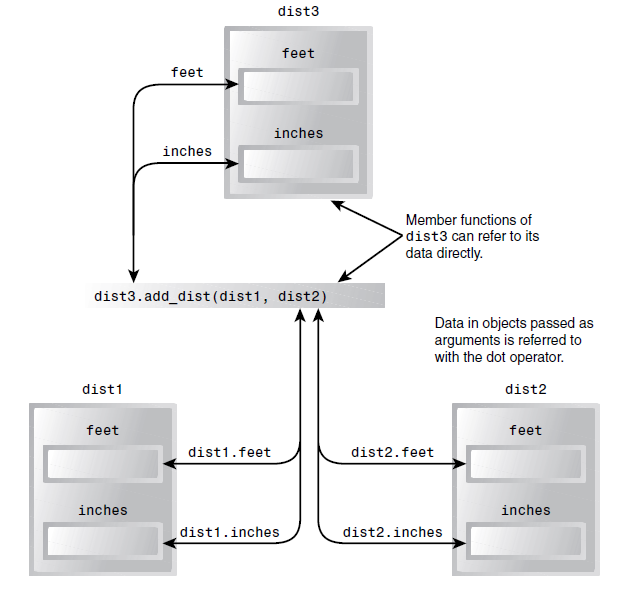 dist3
feet
feet
inches
inches
Member functions of
dist3 can refer to its
data directly.
dist3.add_dist(dist1, dist2)
Data in objects passed as
arguments is referred to
with the dot operator.
dist1
dist2
feet
feet
dist1.feet
dist2.feet
inches
inches
dist1.inches
dist2.inches